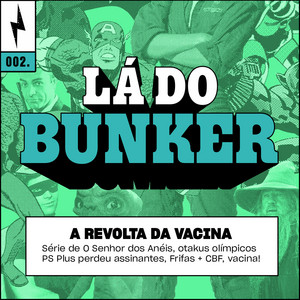 002.
LÁ DO
BUNKER
A REVOLTA DA VACINA
Série de O Senhor dos Anéis, otakus olímpicos
PS Plus perdeu assinantes, Frifas + CBF, vacina!